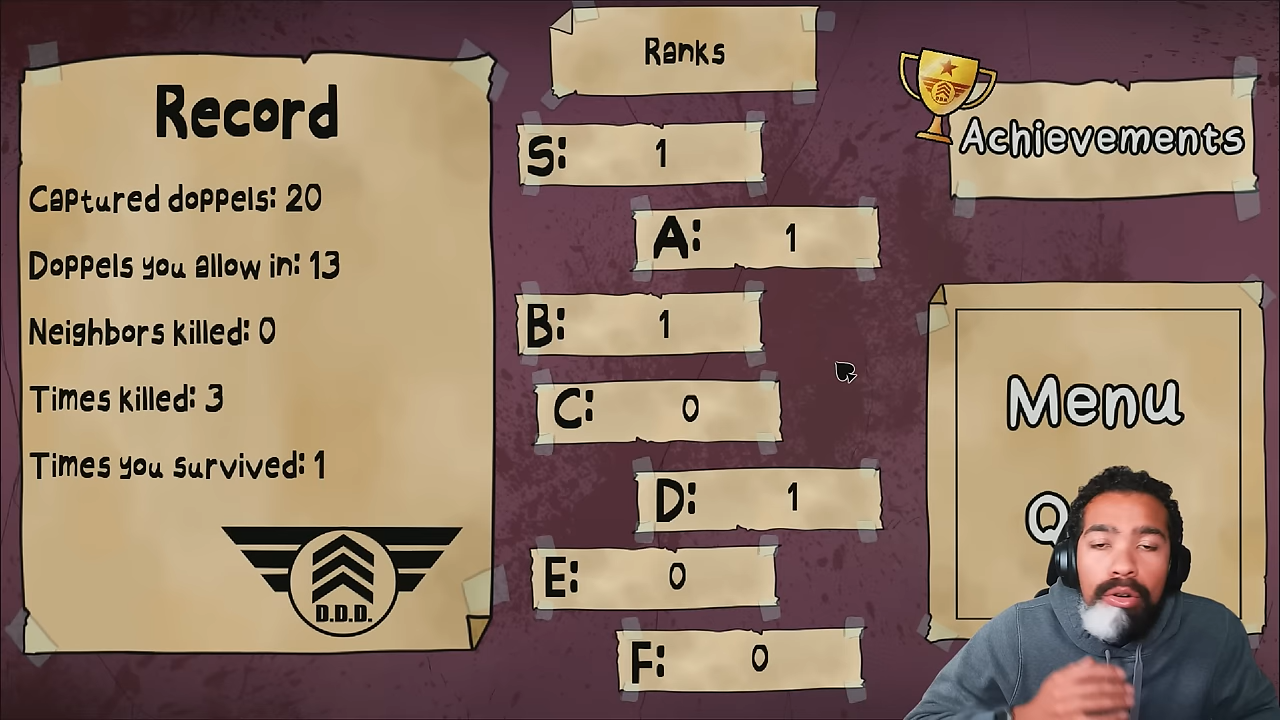 Record
Captured doppels: 20
Doppels you allow in: 13
Neighbors killed: 0
Times killed: 3
Times you survived: 1
D.D.D.
Ranks
S: 1
A: 1
B: 1
C: 0
D: 1
E: 0
F: 0
Achievements
Menu